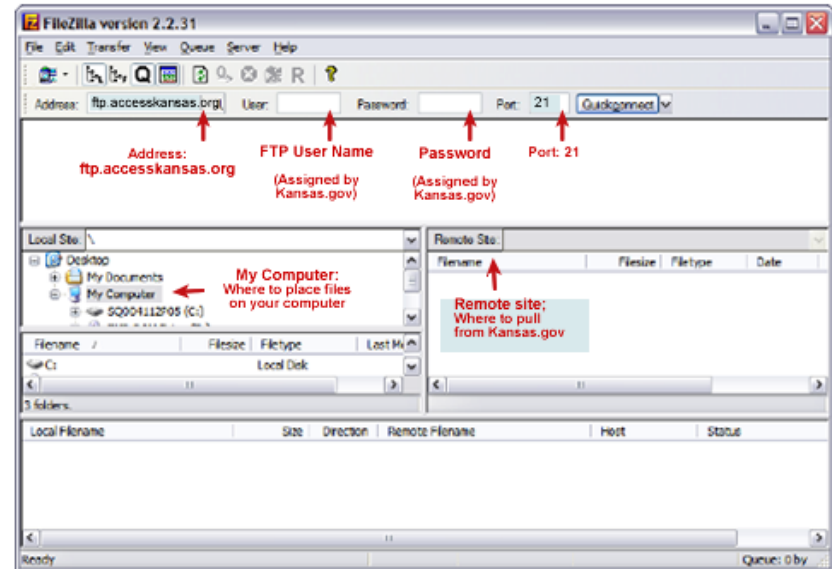 FileZilla version 2.2.31
File Edit Transfer View Queue Server Help
Address: ftp.accesskansas.org User: Password: Port: 21 Quickconnect
Address:
ftp.accesskansas.org
FTP User Name
(Assigned by
Kansas.gov)
Password
(Assigned by
Kansas.gov)
Port: 21
Local Site: \
Desktop
My Documents
My Computer
SQ004112F05 (C:)
My Computer:
Where to place files
on your computer
Filename / Filesize Filetype Last M
C: Local Disk
3 folders.
Remote Site:
Filename Filesize Filetype Date
Remote site;
Where to pull
from Kansas.gov
Local Filename Size Direction Remote Filename Host Status
Ready Queue: 0 by